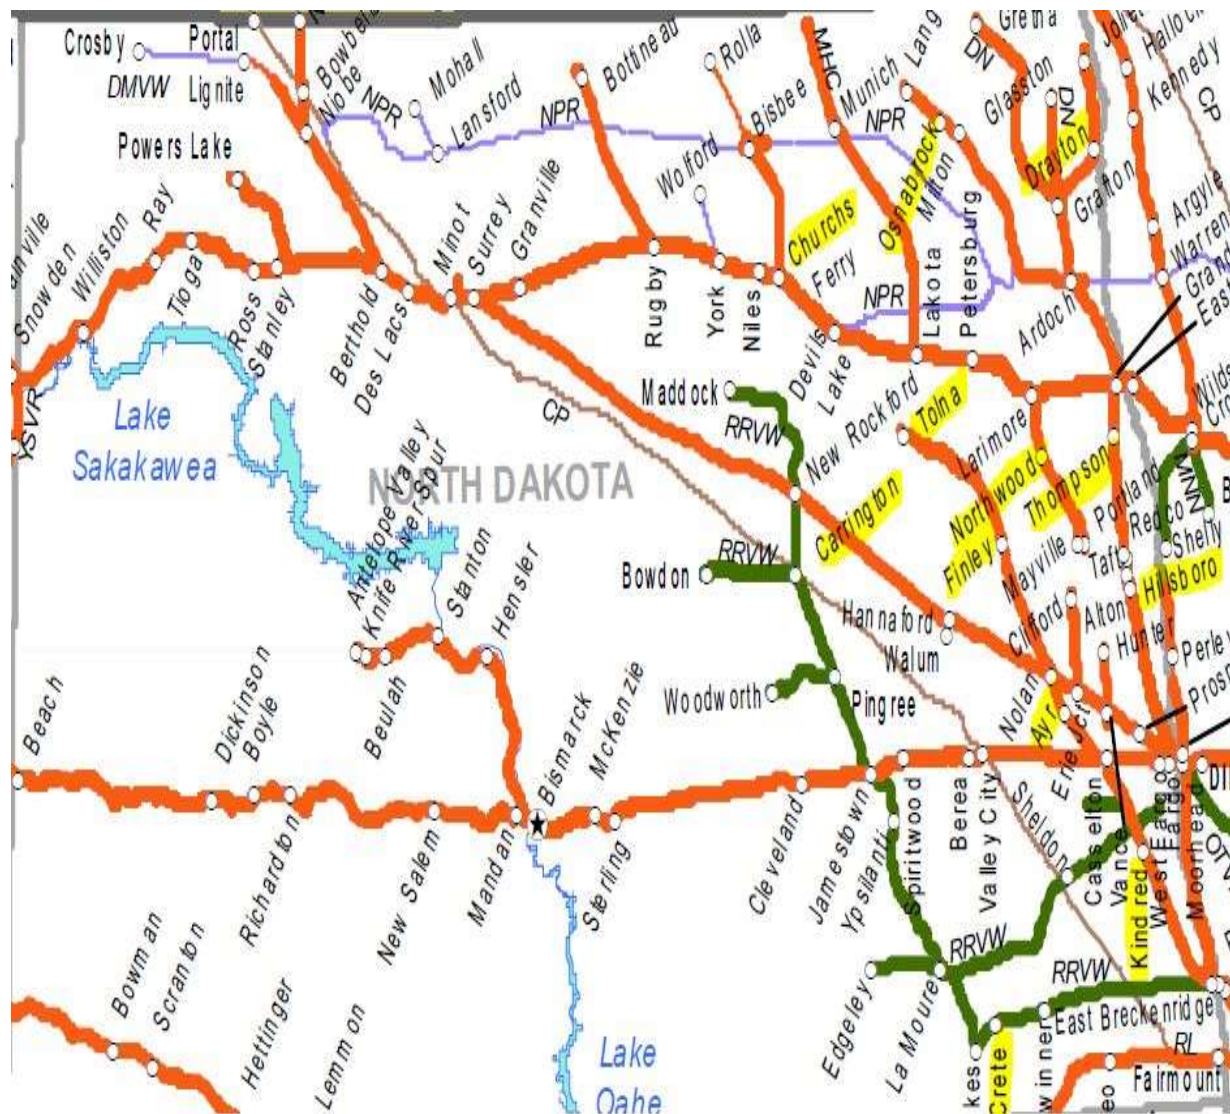 Crosby
Portal
DMVW
Lignite
Bowbells
Niobe
Powers Lake
NPR
Mohall
Lansford
NPR
Bottineau
Rolla
Bisbee
Wolford
MHC
Munich
NPR
Osnabrock
Milton
Gretna
DN
Glasston
DN
Drayton
Grafton
Kennedy
CP
Argyle
Warren
Snowden
Williston
Ray
Tioga
Ross
Stanley
Berthold
Des Lacs
Minot
Surrey
Granville
Rugby
York
Niles
Churchs
Ferry
NPR
Devils
Lake
Lakota
Petersburg
Ardoch
YSVR
Lake
Sakakawea
NORTH DAKOTA
CP
Maddock
RRVW
New Rockford
Tolna
Larimore
Carrington
Northwood
Thompson
Finley
Mayville
Portland
Redco
MNN
Shelly
Taft
Hillsboro
Alton
Hunter
Clifford
Bowdon
RRVW
Hannaford
Walum
Antelope Valley
Knife River Spur
Stanton
Hensler
Beulah
Woodworth
Pingree
Nolan
Ayr
Erie Jct
Beach
Dickinson
Boyle
Richardton
New Salem
Mandan
Bismarck
McKenzie
Sterling
Cleveland
Jamestown
Ypsilanti
Spiritwood
Berea
Valley City
Sheldon
Casselton
Vance
Kindred
West Fargo
Fargo
Moorhead
Bowman
Scranton
Hettinger
Lemmon
Lake
Oahe
Edgeley
La Moure
RRVW
RRVW
East Breckenridge
Crete
RL
Fairmount